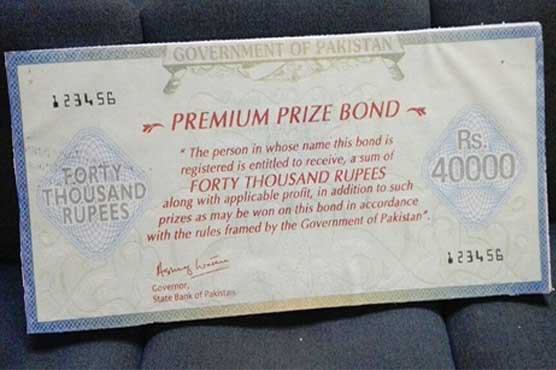 GOVERNMENT OF PAKISTAN
123456
PREMIUM PRIZE BOND
" The person in whose name this bond is
registered is entitled to receive, a sum of
FORTY THOUSAND RUPEES
along with applicable profit, in addition to such
prizes as may be won on this bond in accordance
with the rules framed by the Government of Pakistan".
FORTY
THOUSAND
RUPEES
Rs.
40000
Governor,
State Bank of Pakistan.
123456